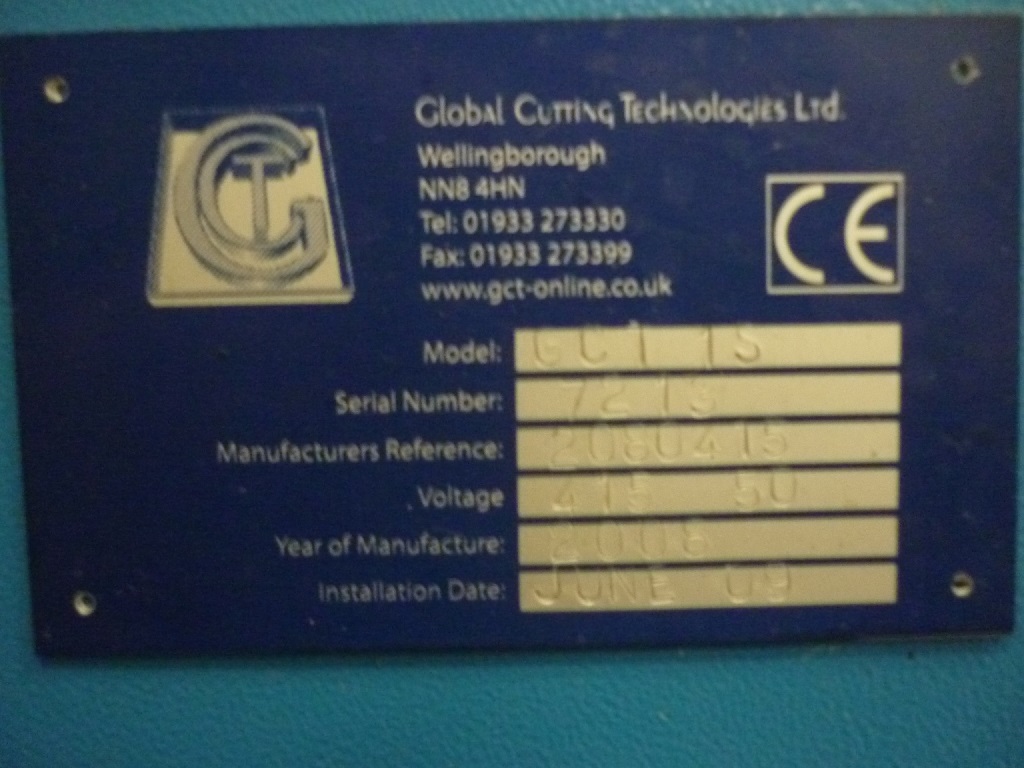 GCT
Global Cutting Technologies Ltd.
Wellingborough
NN8 4HN
Tel: 01933 273330
Fax: 01933 273399
www.gct-online.co.uk
CE
Model: GCT 1S
Serial Number: 7213
Manufacturers Reference:
Voltage 415 50
Year of Manufacture: 2008
Installation Date: JUNE 09